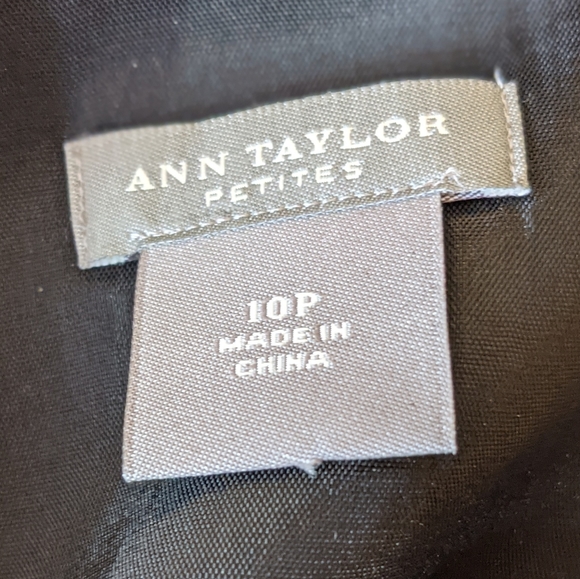 ANN TAYLOR
PETITES
10P
MADE IN
CHINA